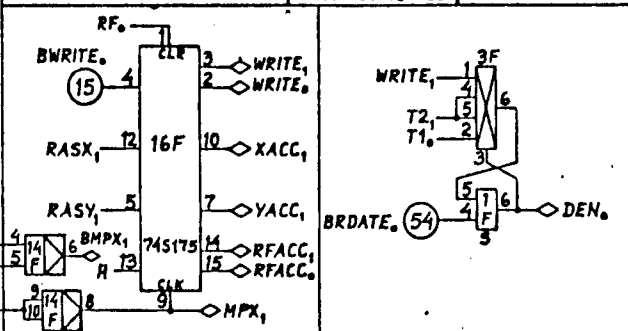 RF₀
1
CLR
BWRITE₀
15
4
3
WRITE₁
2
WRITE₀
RASX₁
12
16F
10
XACC₁
RASY₁
5
7
YACC₁
4
5
14
F
6
BMPX₁
H
13
74S175
14
RFACC₁
15
RFACC₀
CLK
9
9
10
14
F
8
MPX₁
3F
WRITE₁
1
4
5
6
T2₁
T1₀
2
3
5
1
F
6
BRDATE₀
54
4
DEN₀